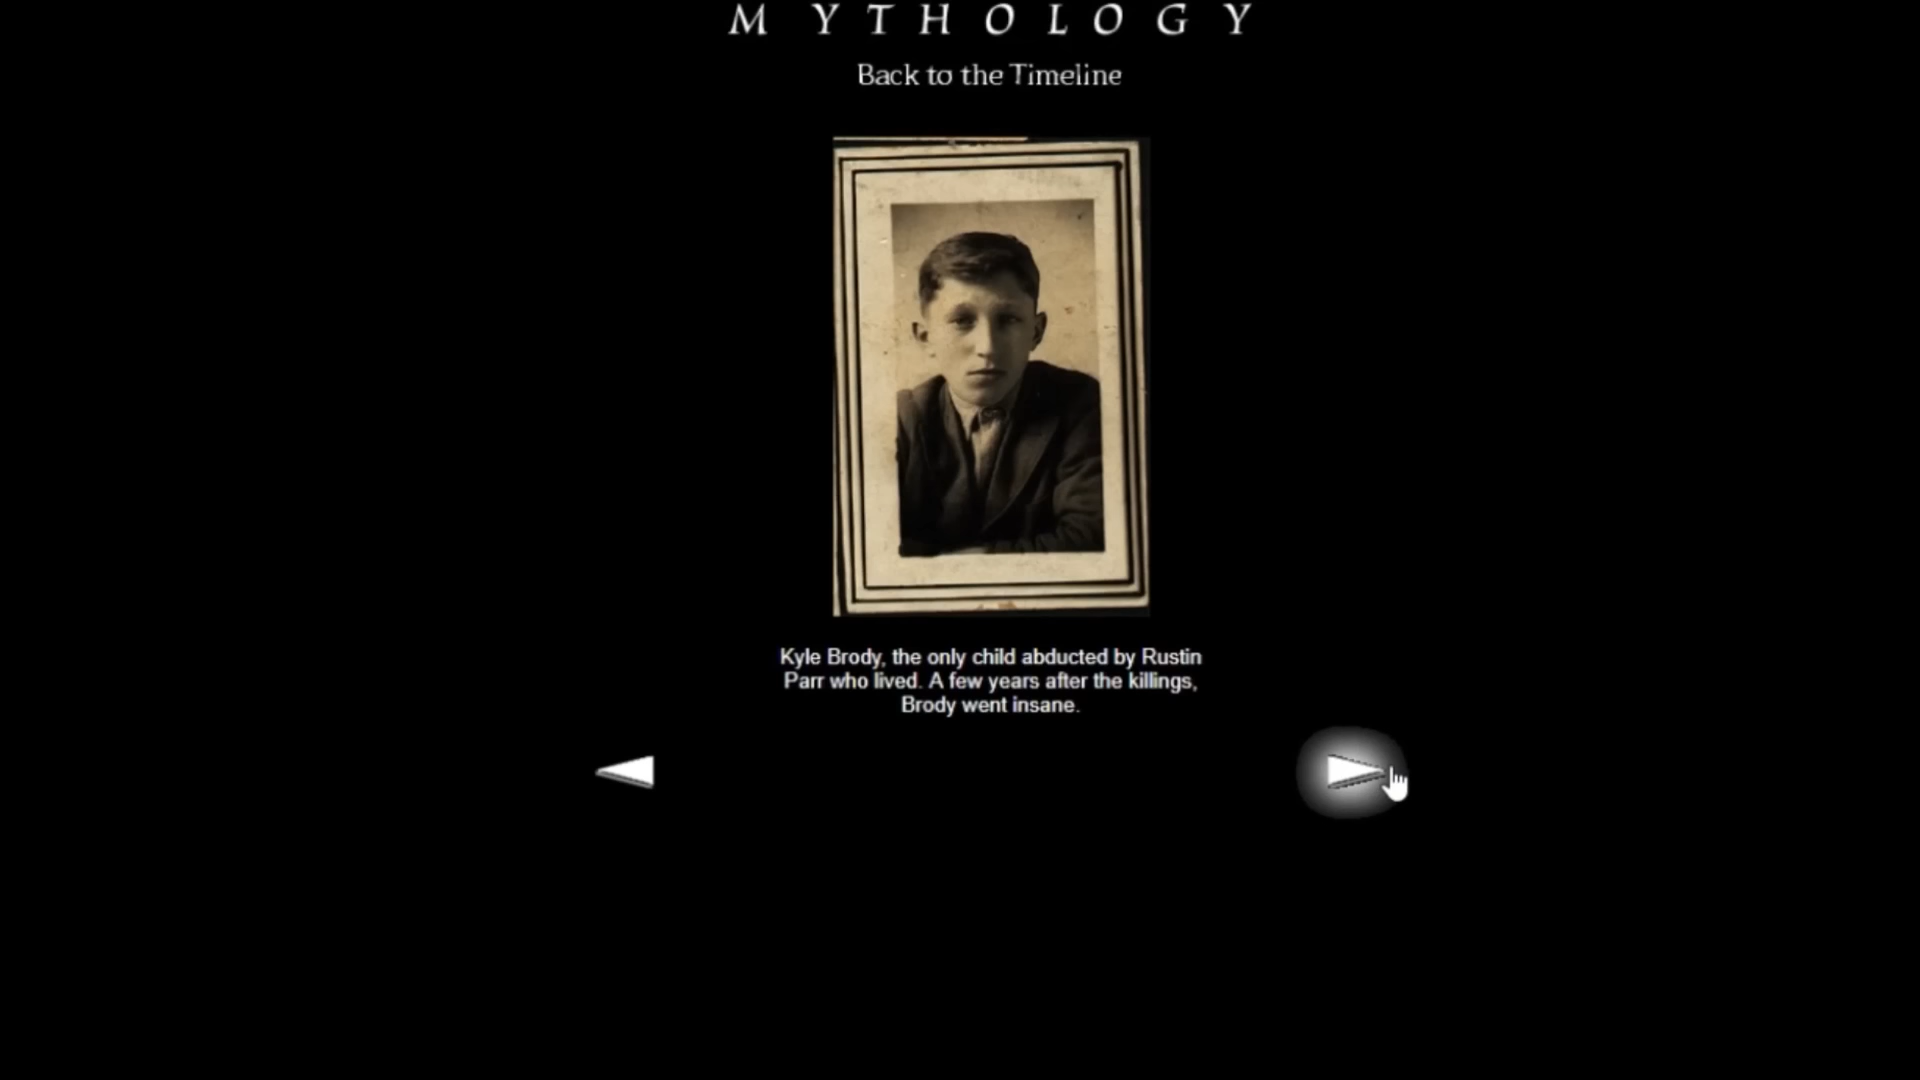 MYTHOLOGY
Back to the Timeline
Kyle Brody, the only child abducted by Rustin
Parr who lived. A few years after the killings,
Brody went insane.